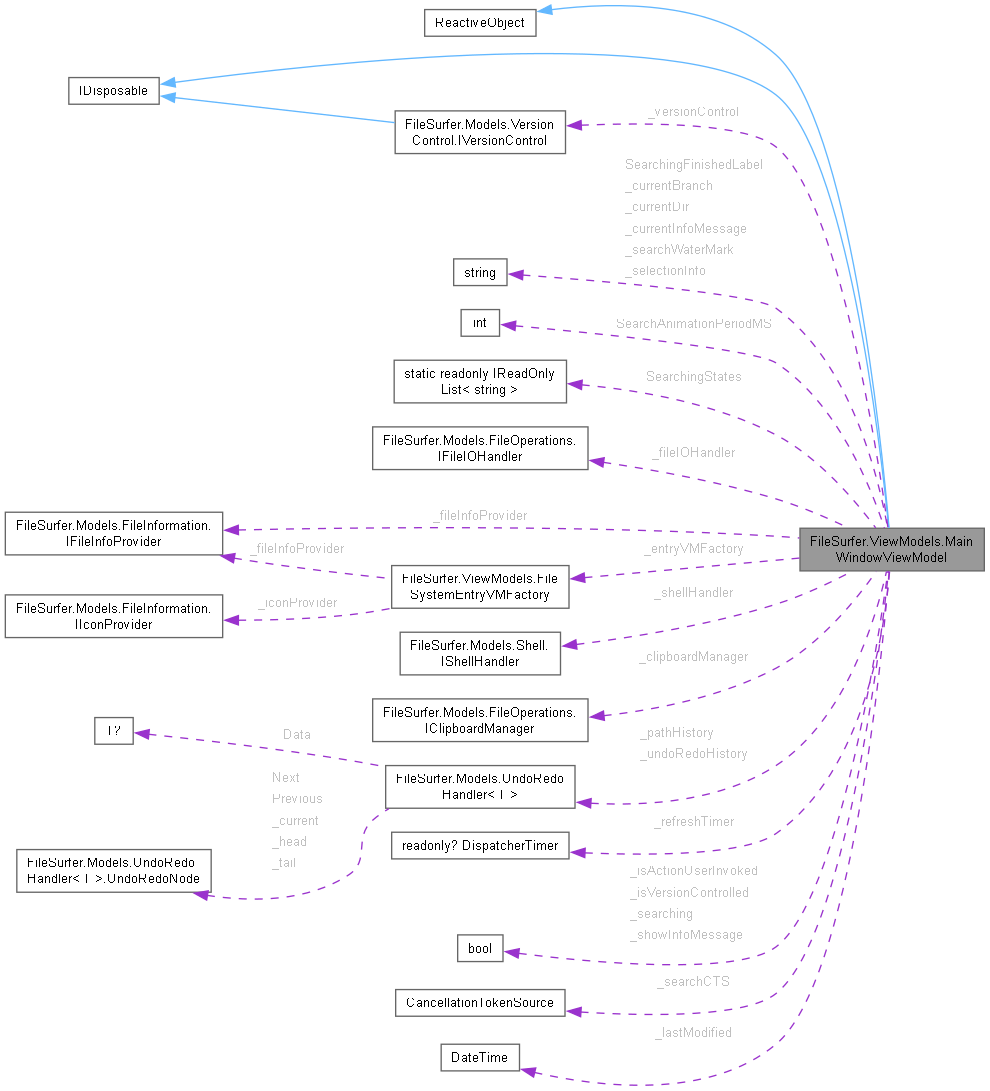 ReactiveObject
IDisposable
FileSurfer.Models.Version
Control.IVersionControl
_versionControl
SearchingFinishedLabel
_currentBranch
_currentDir
_currentInfoMessage
_searchWaterMark
_selectionInfo
string
int
SearchAnimationPeriodMS
static readonly IReadOnly
List< string >
SearchingStates
FileSurfer.Models.FileOperations.
IFileIOHandler
_fileIOHandler
FileSurfer.Models.FileInformation.
IFileInfoProvider
_fileInfoProvider
FileSurfer.ViewModels.Main
WindowViewModel
_fileInfoProvider
_entryVMFactory
FileSurfer.ViewModels.File
SystemEntryVMFactory
_iconProvider
FileSurfer.Models.FileInformation.
IIconProvider
_shellHandler
FileSurfer.Models.Shell.
IShellHandler
_clipboardManager
FileSurfer.Models.FileOperations.
IClipboardManager
T?
Data
_pathHistory
_undoRedoHistory
FileSurfer.Models.UndoRedo
Handler< T >
Next
Previous
_current
_head
_tail
_refreshTimer
readonly? DispatcherTimer
FileSurfer.Models.UndoRedo
Handler< T >.UndoRedoNode
_isActionUserInvoked
_isVersionControlled
_searching
_showInfoMessage
bool
_searchCTS
CancellationTokenSource
_lastModified
DateTime